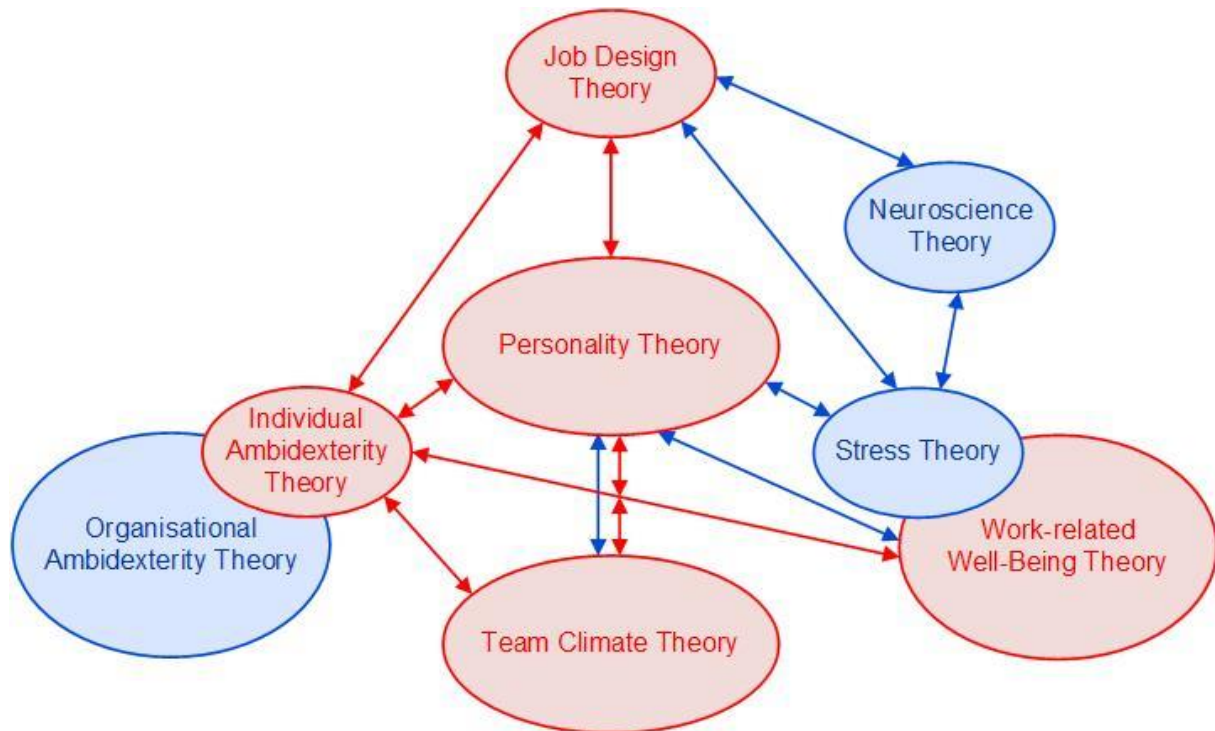 Job Design
Theory
Neuroscience
Theory
Personality Theory
Individual
Ambidexterity
Theory
Stress Theory
Organisational
Ambidexterity Theory
Work-related
Well-Being Theory
Team Climate Theory